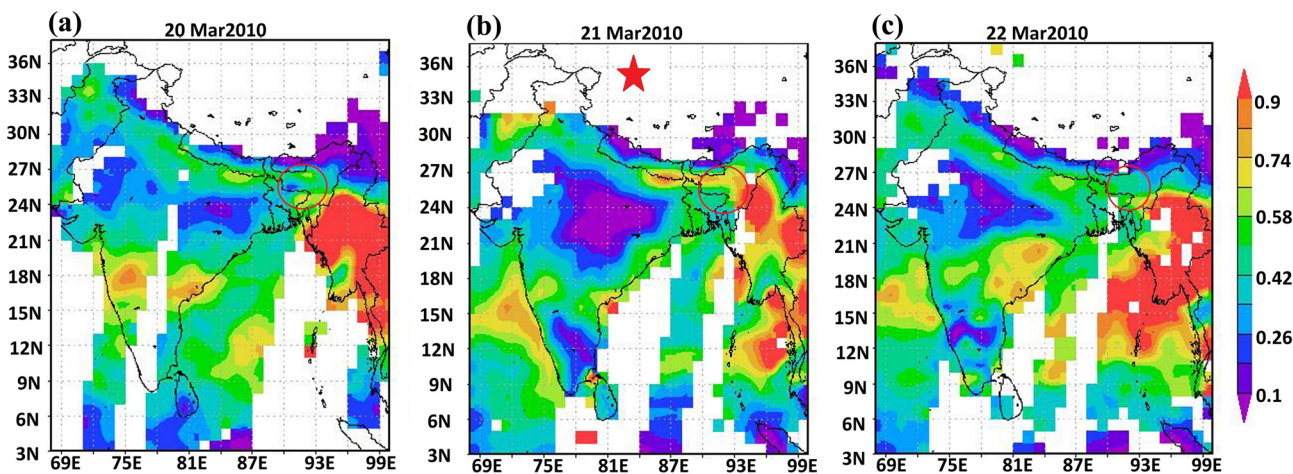 (a)
20 Mar2010
36N
33N
30N
27N
24N
21N
18N
15N
12N
9N
6N
3N
69E 75E 81E 87E 93E 99E
(b)
21 Mar2010
36N
33N
30N
27N
24N
21N
18N
15N
12N
9N
6N
3N
69E 75E 81E 87E 93E 99E
(c)
22 Mar2010
36N
33N
30N
27N
24N
21N
18N
15N
12N
9N
6N
3N
69E 75E 81E 87E 93E 99E
0.9
0.74
0.58
0.42
0.26
0.1